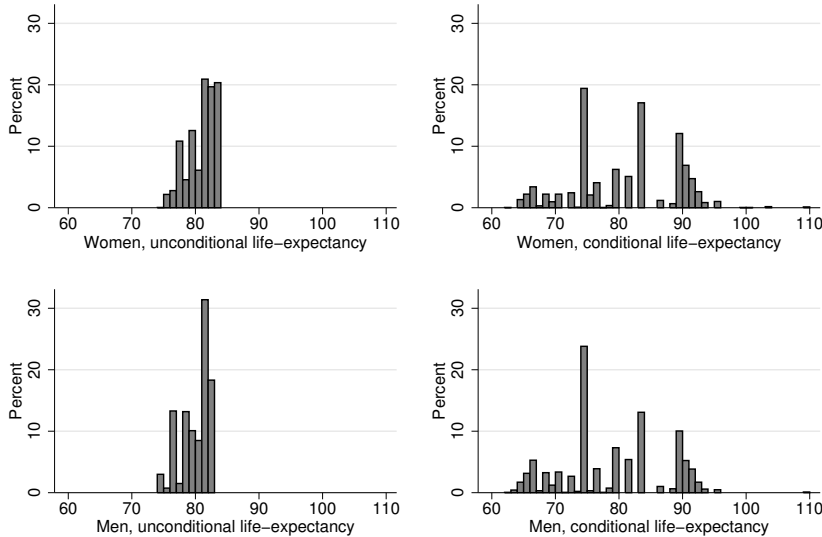 Percent
0 10 20 30
60 70 80 90 100 110
Women, unconditional life−expectancy
Percent
0 10 20 30
60 70 80 90 100 110
Women, conditional life−expectancy
Percent
0 10 20 30
60 70 80 90 100 110
Men, unconditional life−expectancy
Percent
0 10 20 30
60 70 80 90 100 110
Men, conditional life−expectancy